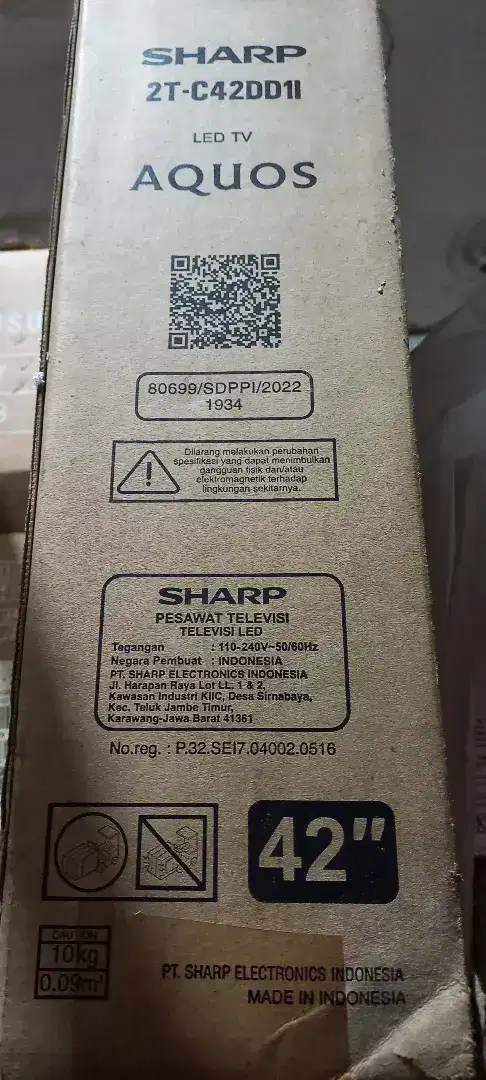 SHARP
2T-C42DD1I
LED TV
AQUOS
80699/SDPPI/2022
1934
Dilarang melakukan perubahan
spesifikasi yang dapat menimbulkan
gangguan fisik dan/atau
elektromagnetik terhadap
lingkungan sekitarnya.
SHARP
PESAWAT TELEVISI
TELEVISI LED
Tegangan : 110-240V~50/60Hz
Negara Pembuat : INDONESIA
PT. SHARP ELECTRONICS INDONESIA
Jl. Harapan Raya Lot LL, 1 & 2,
Kawasan Industri KIIC, Desa Sirnabaya,
Kec. Teluk Jambe Timur,
Karawang-Jawa Barat 41361
No.reg. : P.32.SEI7.04002.0516
42"
CAUTION
10kg
0.09m³
PT. SHARP ELECTRONICS INDONESIA
MADE IN INDONESIA